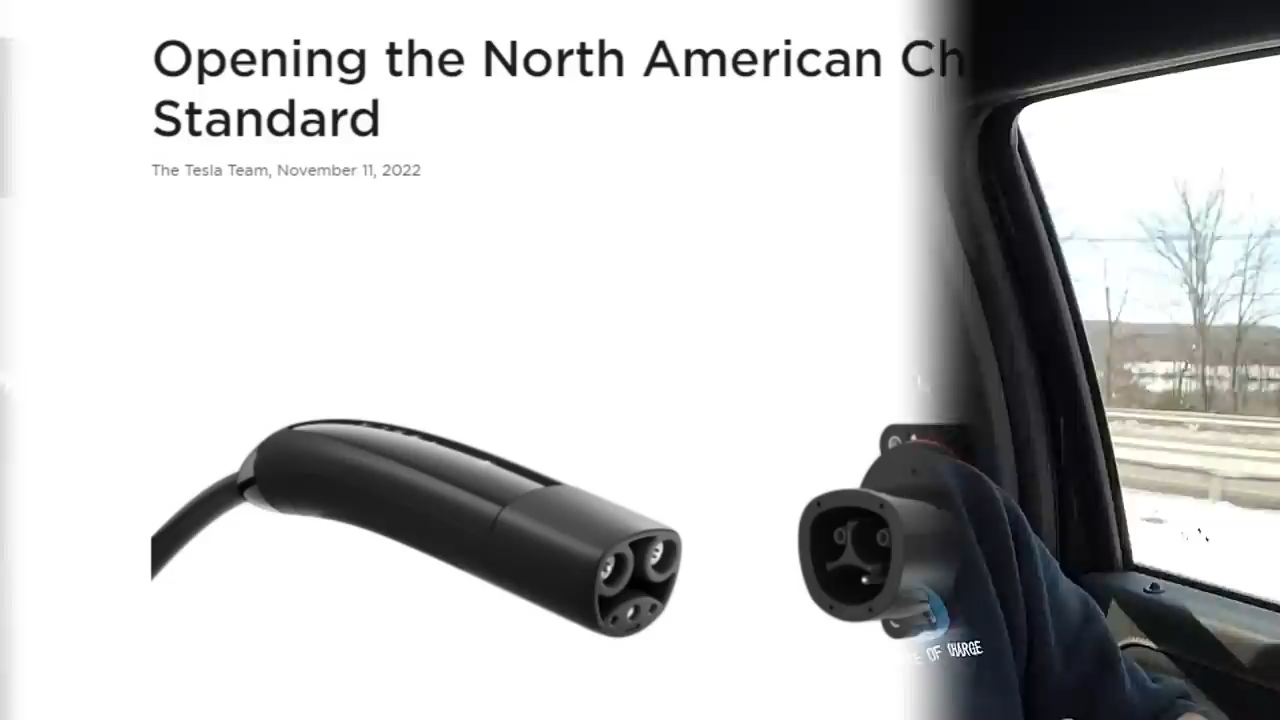 Opening the North American Ch
Standard
The Tesla Team, November 11, 2022
OF CHARGE